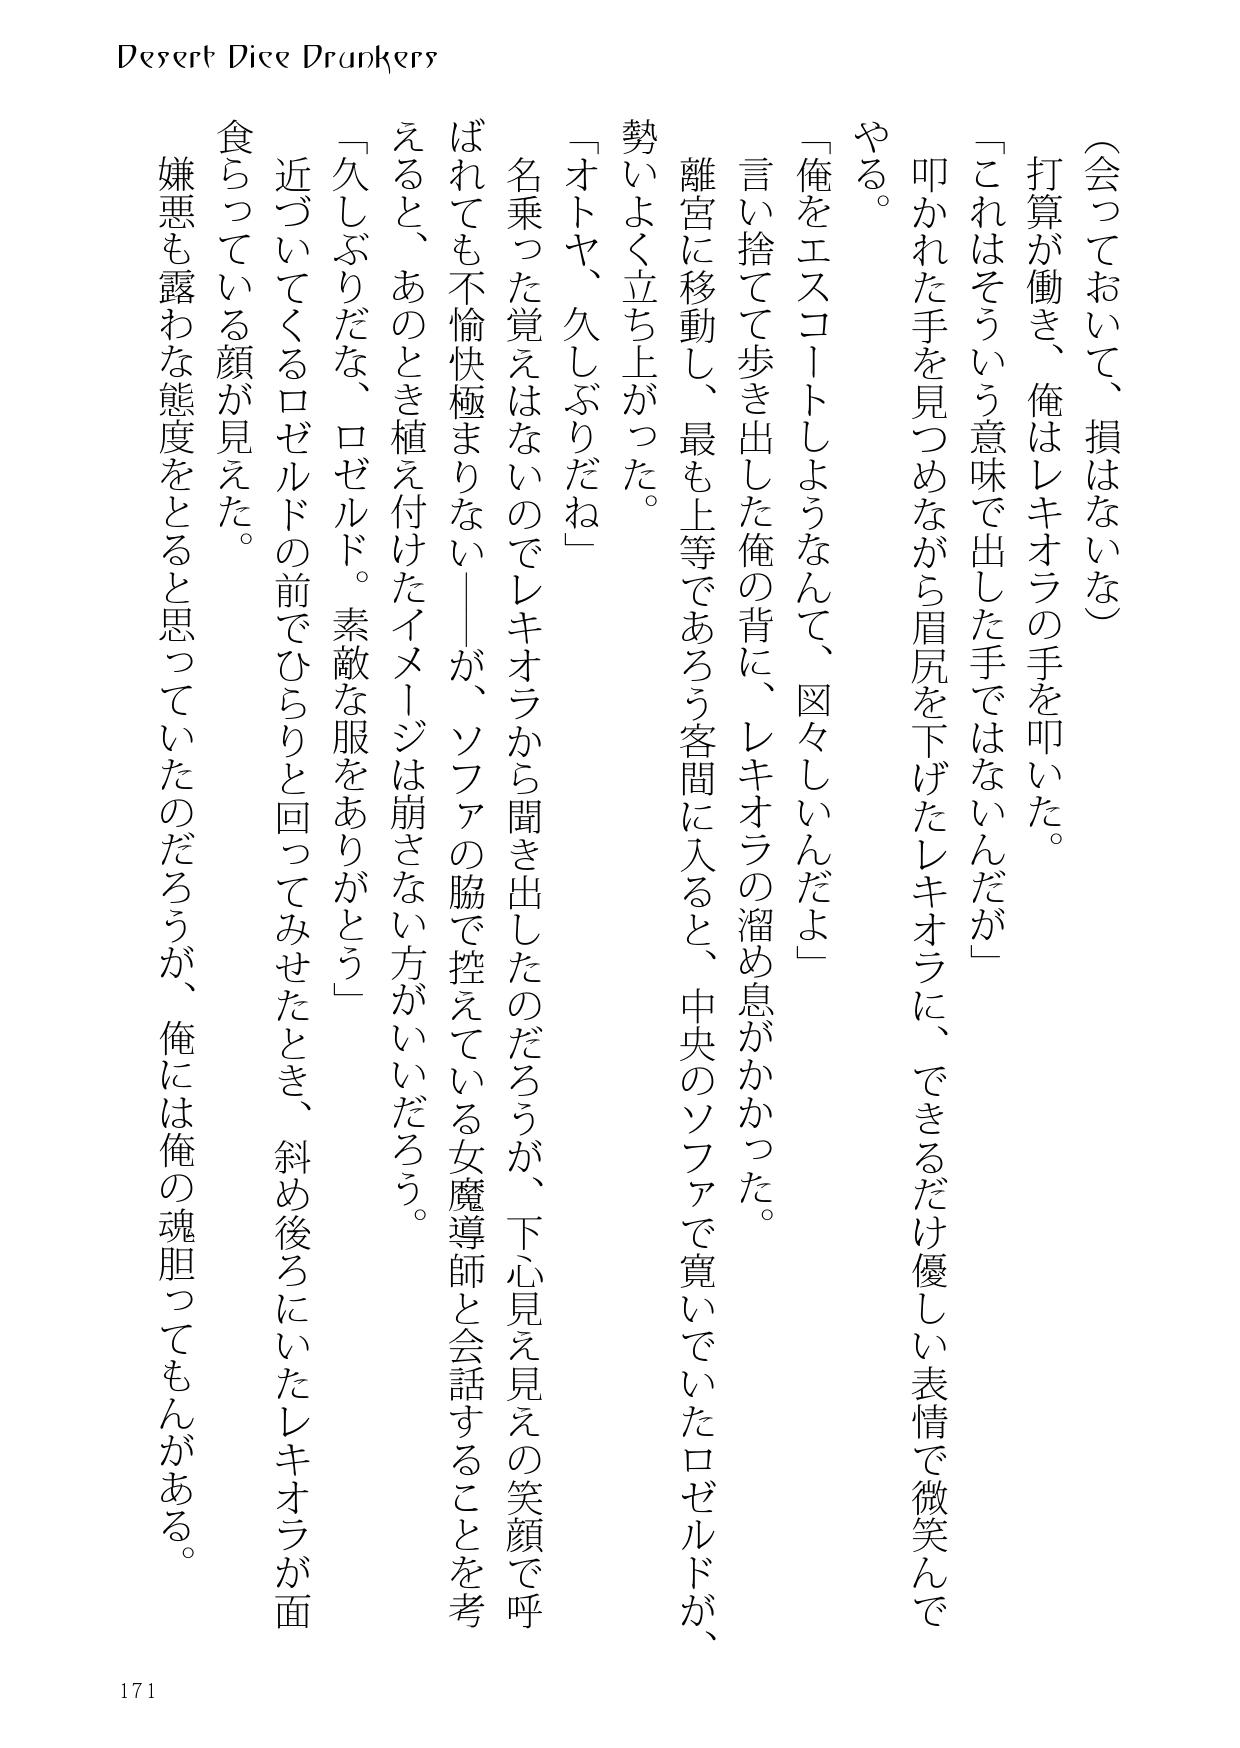 Desert Dice Drunkers
（会っておいて、損はないな）
打算が働き、俺はレキオラの手を叩いた。
「これはそういう意味で出した手ではないんだが」
叩かれた手を見つめながら眉尻を下げたレキオラに、できるだけ優しい表情で微笑んで
やる。
「俺をエスコートしようなんて、図々しいんだよ」
言い捨てて歩き出した俺の背に、レキオラの溜め息がかかった。
離宮に移動し、最も上等であろう客間に入ると、中央のソファで寛いでいたロゼルドが、
勢いよく立ち上がった。
「オトヤ、久しぶりだね」
名乗った覚えはないのでレキオラから聞き出したのだろうが、下心見え見えの笑顔で呼
ばれても不愉快極まりない――が、ソファの脇で控えている女魔導師と会話することを考
えると、あのとき植え付けたイメージは崩さない方がいいだろう。
「久しぶりだな、ロゼルド。素敵な服をありがとう」
近づいてくるロゼルドの前でひらりと回ってみせたとき、斜め後ろにいたレキオラが面
食らっている顔が見えた。
嫌悪も露わな態度をとると思っていたのだろうが、俺には俺の魂胆ってもんがある。
171